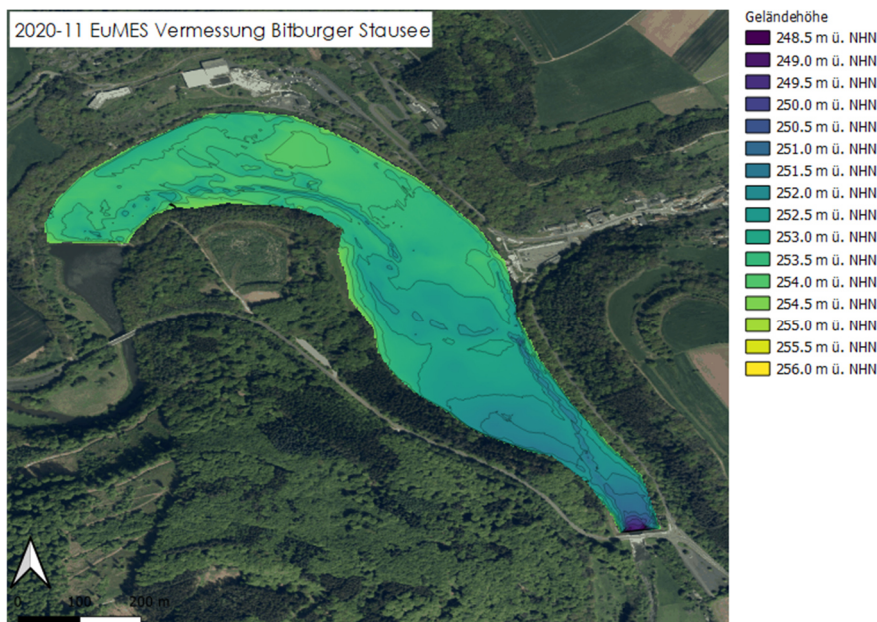 2020-11 EuMES Vermessung Bitburger Stausee
Geländehöhe
248.5 m ü. NHN
249.0 m ü. NHN
249.5 m ü. NHN
250.0 m ü. NHN
250.5 m ü. NHN
251.0 m ü. NHN
251.5 m ü. NHN
252.0 m ü. NHN
252.5 m ü. NHN
253.0 m ü. NHN
253.5 m ü. NHN
254.0 m ü. NHN
254.5 m ü. NHN
255.0 m ü. NHN
255.5 m ü. NHN
256.0 m ü. NHN
0 100 200 m